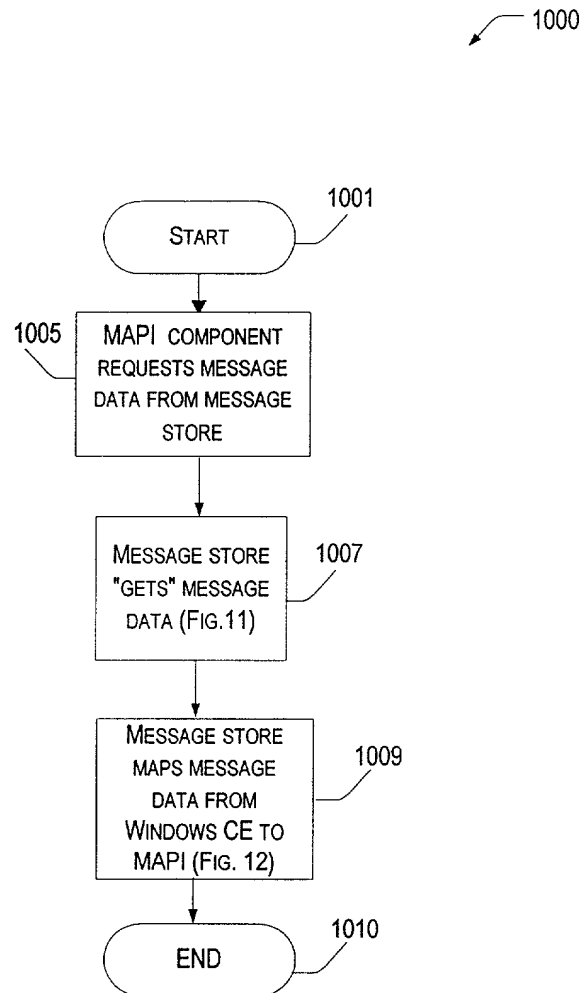 1000
1001
START
1005
MAPI COMPONENT
REQUESTS MESSAGE
DATA FROM MESSAGE
STORE
1007
MESSAGE STORE
"GETS" MESSAGE
DATA (FIG.11)
1009
MESSAGE STORE
MAPS MESSAGE
DATA FROM
WINDOWS CE TO
MAPI (FIG. 12)
1010
END